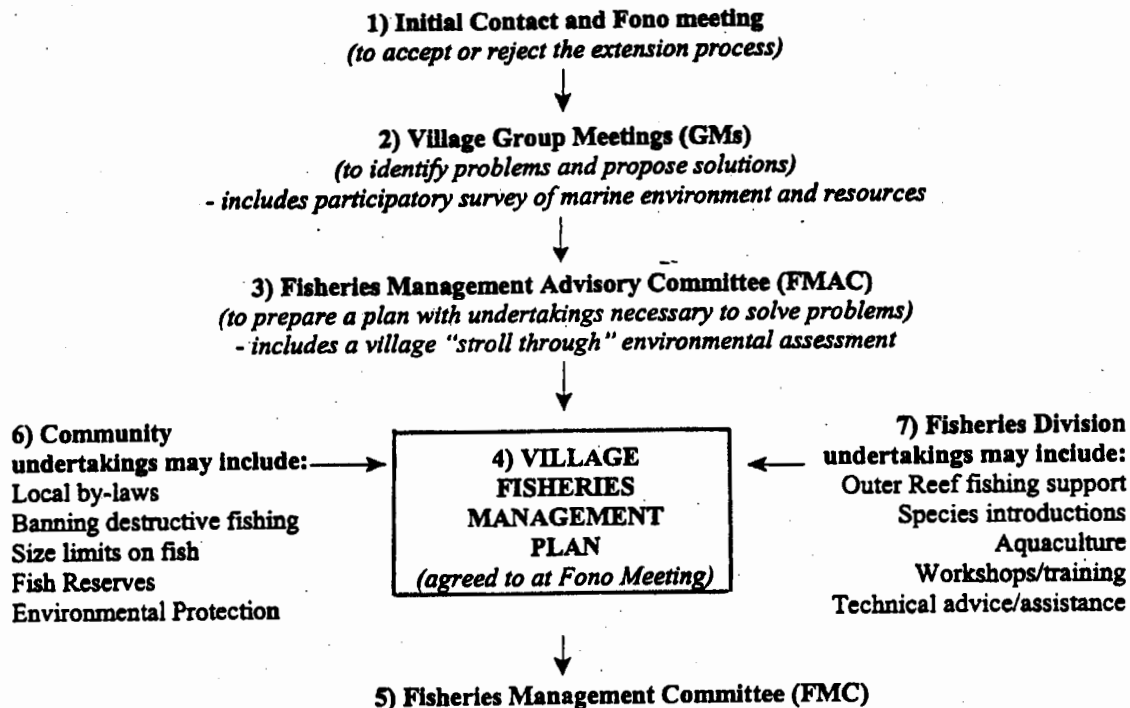 1) Initial Contact and Fono meeting
(to accept or reject the extension process)
2) Village Group Meetings (GMs)
(to identify problems and propose solutions)
- includes participatory survey of marine environment and resources
3) Fisheries Management Advisory Committee (FMAC)
(to prepare a plan with undertakings necessary to solve problems)
- includes a village "stroll through" environmental assessment
6) Community
undertakings may include:
Local by-laws
Banning destructive fishing
Size limits on fish
Fish Reserves
Environmental Protection
4) VILLAGE
FISHERIES
MANAGEMENT
PLAN
(agreed to at Fono Meeting)
7) Fisheries Division
undertakings may include:
Outer Reef fishing support
Species introductions
Aquaculture
Workshops/training
Technical advice/assistance
5) Fisheries Management Committee (FMC)